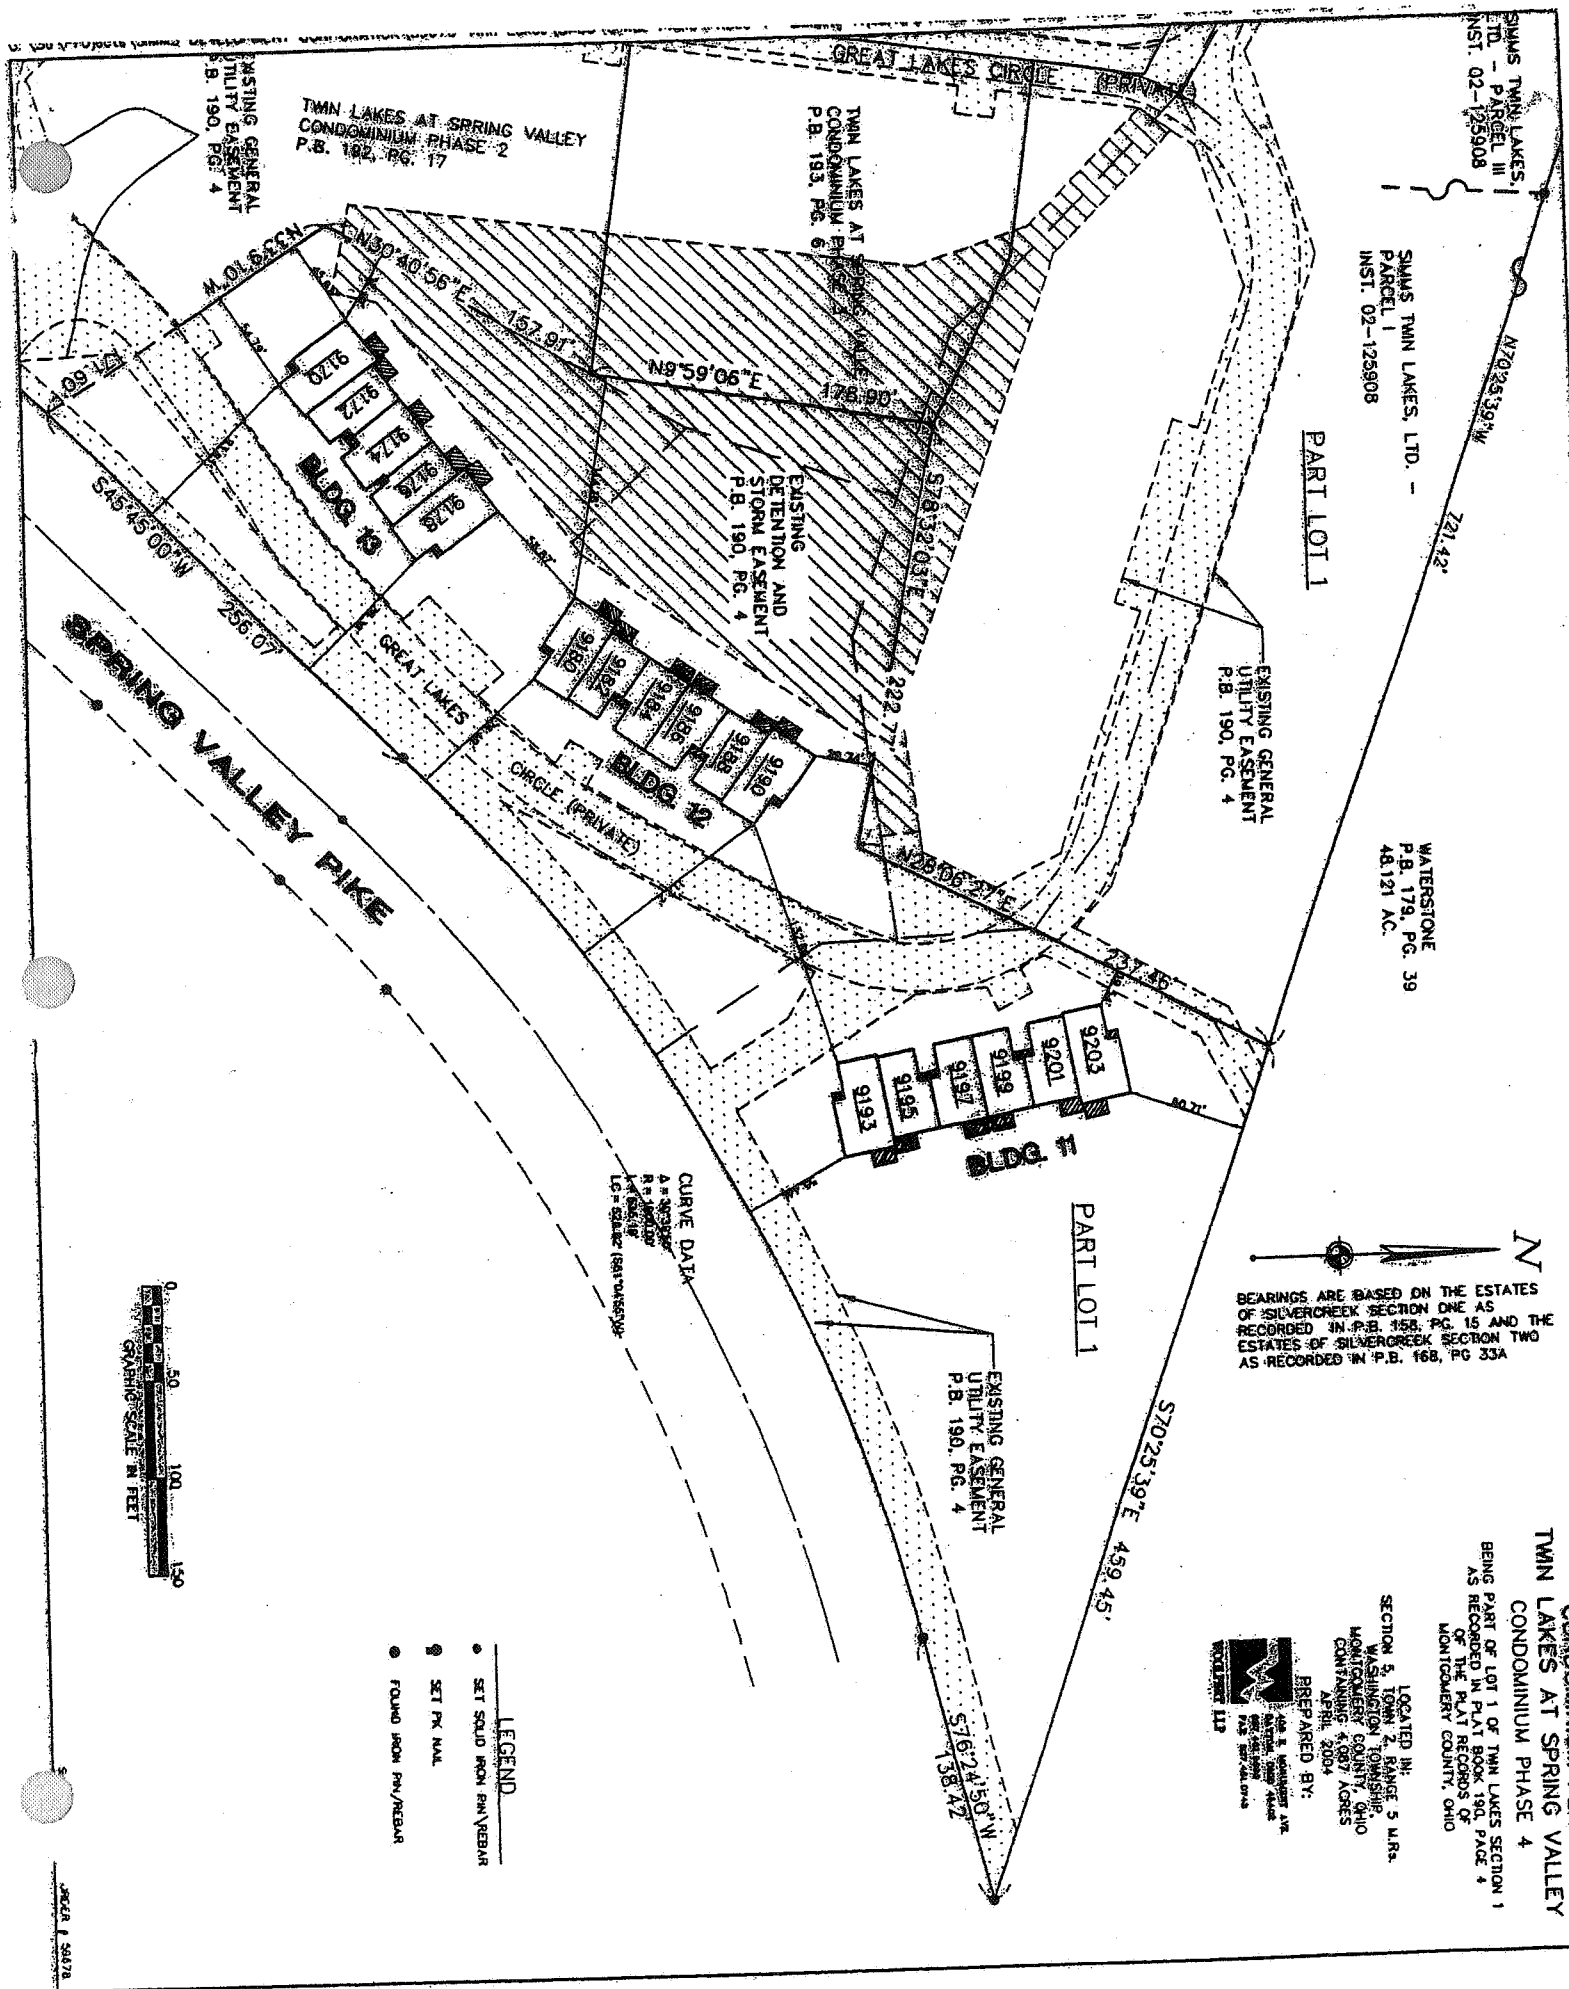 TWIN LAKES AT SPRING VALLEY
CONDOMINIUM PHASE 4
BEING PART OF LOT 1 OF TWIN LAKES SECTION 1
AS RECORDED IN PLAT BOOK 190, PAGE 4
OF THE PLAT RECORDS OF
MONTGOMERY COUNTY, OHIO
LOCATED IN:
SECTION 5, TOWN 2, RANGE 5 M.Rs.
WASHINGTON TOWNSHIP,
MONTGOMERY COUNTY, OHIO
CONTAINING 4.087 ACRES
APRIL 2004
PREPARED BY:
WOOLPERT LLP
SIMMS TWIN LAKES,
LTD. - PARCEL III
INST. 02-125908
SIMMS TWIN LAKES, LTD. -
PARCEL I
INST. 02-125908
N70°25'39"W
721.42'
PART LOT 1
WATERSTONE
P.B. 179, PG. 39
48.121 AC.
N
BEARINGS ARE BASED ON THE ESTATES
OF SILVERCREEK SECTION ONE AS
RECORDED IN P.B. 158, PG. 15 AND THE
ESTATES OF SILVERCREEK SECTION TWO
AS RECORDED IN P.B. 168, PG 33A
S70°25'39"E 459.45'
EXISTING GENERAL
UTILITY EASEMENT
P.B. 190, PG. 4
GREAT LAKES CIRCLE (PRIVATE)
TWIN LAKES AT SPRING VALLEY
CONDOMINIUM PHASE 3
P.B. 193, PG. 6
TWIN LAKES AT SPRING VALLEY
CONDOMINIUM PHASE 2
P.B. 192, PG. 17
EXISTING GENERAL
UTILITY EASEMENT
P.B. 190, PG. 4
N30°40'56"E
157.91'
N9°59'06"E
178.90'
S78°32'03"E
222.77'
N28°06'27"E
237.46'
EXISTING
DETENTION AND
STORM EASEMENT
P.B. 190, PG. 4
171.60
54.79'
9170
9172
9174
9176
9178
BLDG. 13
9180
9182
9184
9186
9188
9190
BLDG. 12
28.74'
9193
9195
9197
9199
9201
9203
BLDG. 11
80.71'
PART LOT 1
GREAT LAKES
CIRCLE (PRIVATE)
S45°45'00"W
256.07'
SPRING VALLEY PIKE
CURVE DATA
EXISTING GENERAL
UTILITY EASEMENT
P.B. 190, PG. 4
S76°24'50"W
138.42'
0
50
100
150
GRAPHIC SCALE IN FEET
LEGEND
SET SOLID IRON PIN\REBAR
SET PK NAIL
FOUND IRON PIN/REBAR